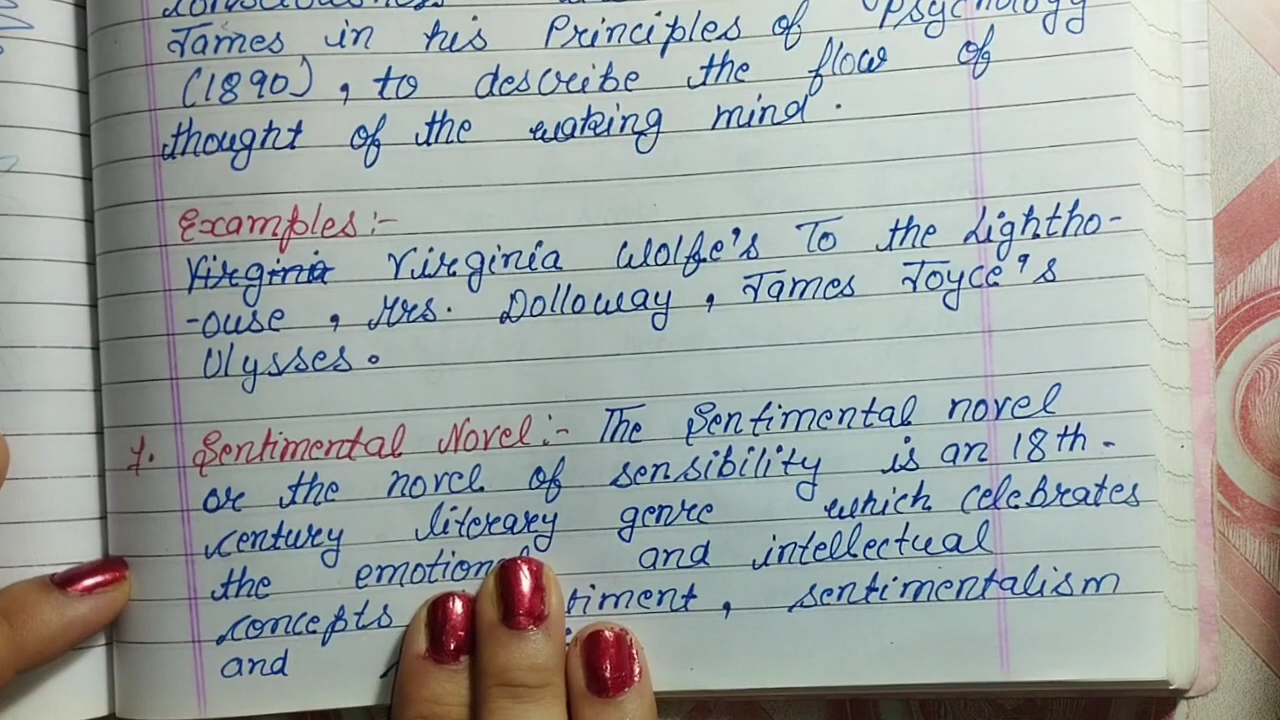 James in his Principles of Psychology
(1890), to describe the flow of
thought of the waking mind.
Examples:-
Virginia Virginia Wolfe's To the Lightho-
-ouse, Mrs. Dolloway, James Joyce's
Ulysses.
7. Sentimental Novel:- The Sentimental novel
or the novel of sensibility is an 18th-
century literary genre which celebrates
the and intellectual
concepts , sentimentalism
and